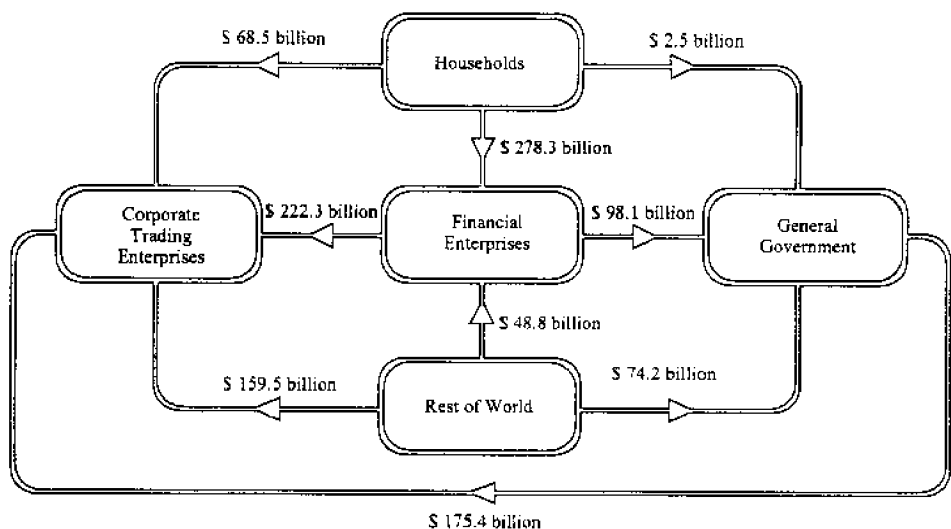 $ 68.5 billion
Households
$ 2.5 billion
$ 278.3 billion
Corporate
Trading
Enterprises
$ 222.3 billion
Financial
Enterprises
$ 98.1 billion
General
Government
$ 48.8 billion
$ 159.5 billion
Rest of World
$ 74.2 billion
$ 175.4 billion